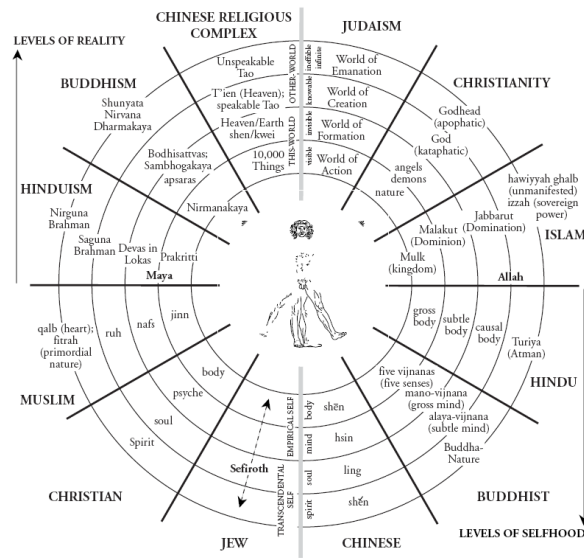 CHINESE RELIGIOUS
COMPLEX
JUDAISM
LEVELS OF REALITY
BUDDHISM
CHRISTIANITY
HINDUISM
ISLAM
OTHER-WORLD
THIS-WORLD
ineffable
infinite
knowable
invisible
visible
Unspeakable
Tao
T'ien (Heaven);
speakable Tao
Heaven/Earth
shen/kwei
10,000
Things
World of
Emanation
World of
Creation
World of
Formation
World of
Action
Shunyata
Nirvana
Dharmakaya
Bodhisattvas;
Sambhogakaya
apsaras
Nirmanakaya
Godhead
(apophatic)
God
(kataphatic)
angels
demons
nature
Nirguna
Brahman
Saguna
Brahman
Devas in
Lokas
Prakritti
Maya
hawiyyah ghalb
(unmanifested)
izzah (sovereign
power)
Jabbarut
(Domination)
Malakut
(Dominion)
Mulk
(kingdom)
Allah
qalb (heart);
fitrah
(primordial
nature)
ruh
nafs
jinn
gross
body
subtle
body
causal
body
Turiya
(Atman)
MUSLIM
HINDU
Spirit
soul
psyche
body
five vijnanas
(five senses)
mano-vijnana
(gross mind)
alaya-vijnana
(subtle mind)
Buddha-
Nature
Sefiroth
EMPIRICAL SELF
TRANSCENDENTAL
SELF
body
mind
soul
spirit
shēn
hsin
ling
shén
CHRISTIAN
BUDDHIST
JEW
CHINESE
LEVELS OF SELFHOOD